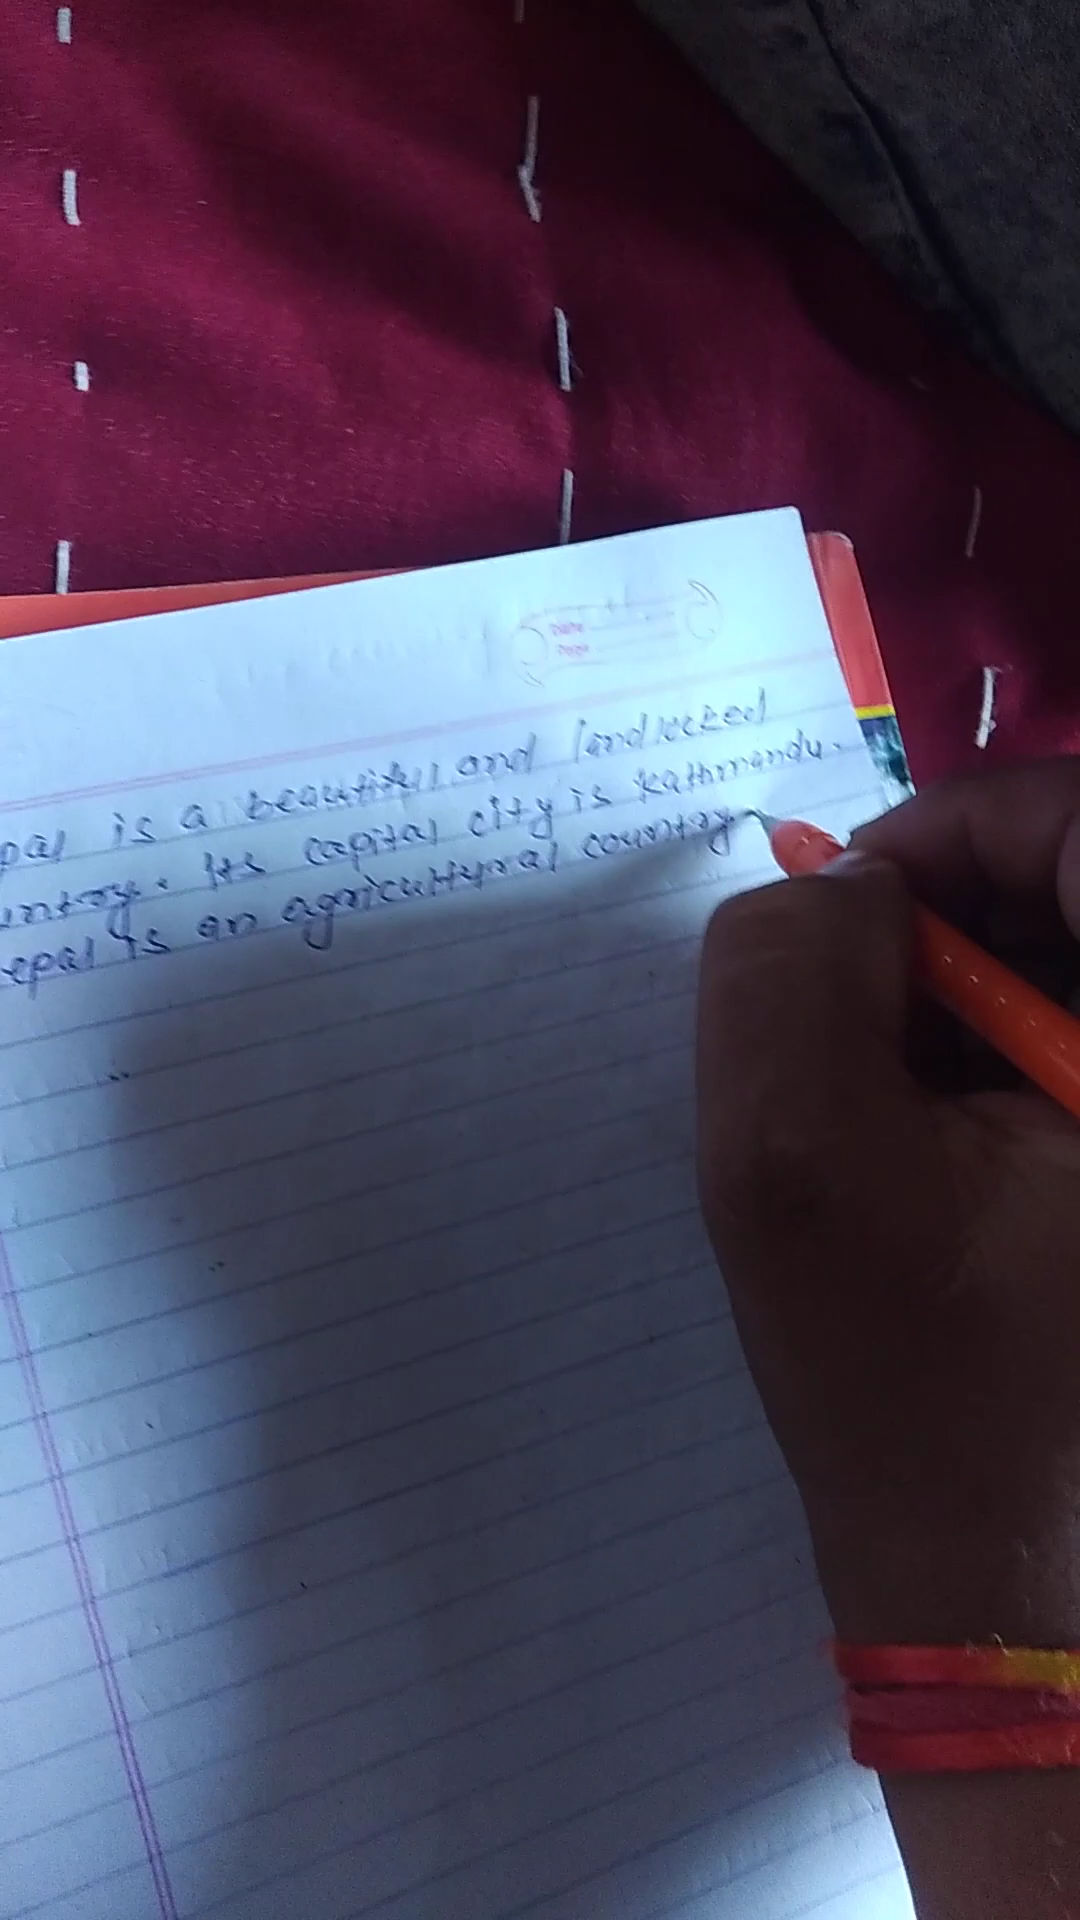 Date
Page
pal is a beautiful and landlocked
untry. Its capital city is kathmandu.
epal is an agricultural country